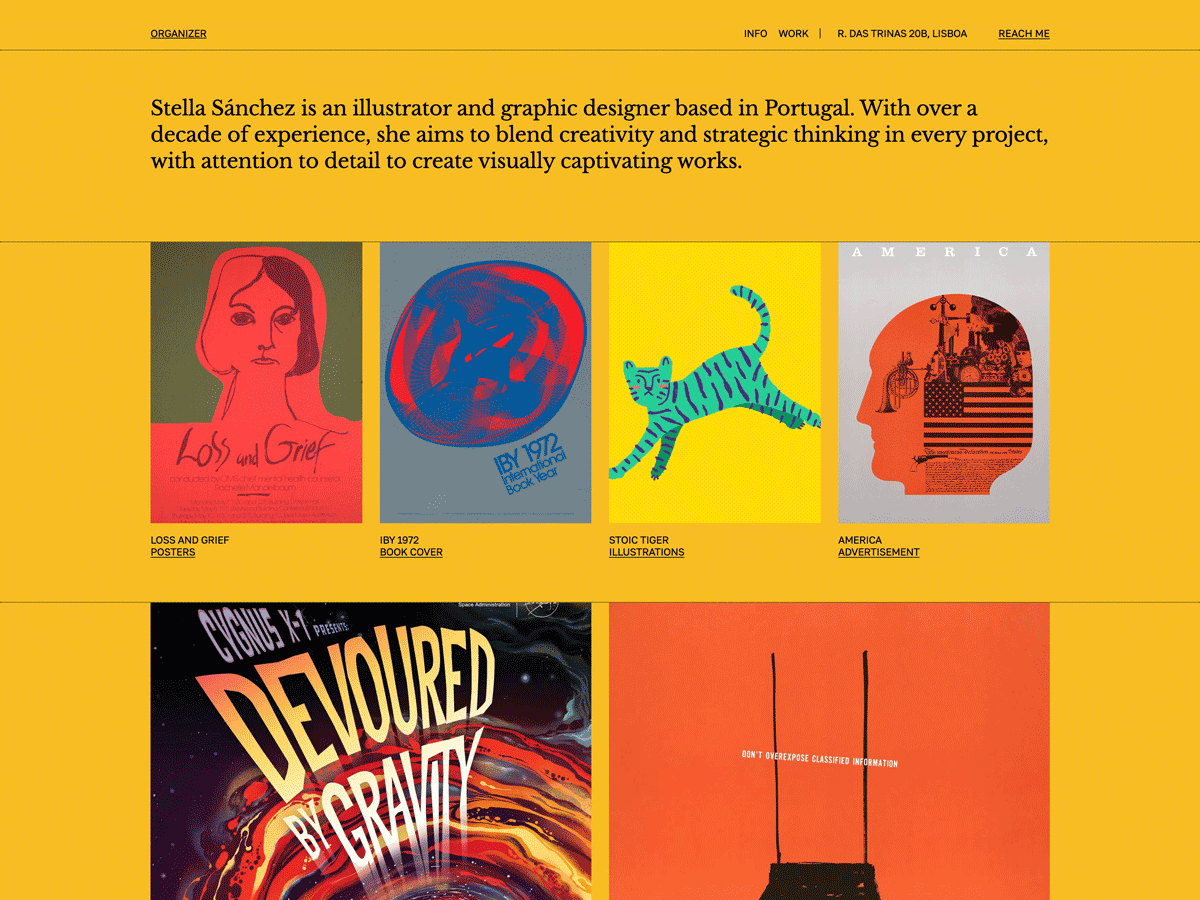 ORGANIZER
INFO WORK | R. DAS TRINAS 20B, LISBOA REACH ME
Stella Sánchez is an illustrator and graphic designer based in Portugal. With over a
decade of experience, she aims to blend creativity and strategic thinking in every project,
with attention to detail to create visually captivating works.
Loss and Grief
IBY 1972
International
Book Year
AMERICA
LOSS AND GRIEF
POSTERS
IBY 1972
BOOK COVER
STOIC TIGER
ILLUSTRATIONS
AMERICA
ADVERTISEMENT
Space Administration
CYGNUS X-1 PRESENTS:
DEVOURED
BY GRAVITY
DON'T OVEREXPOSE CLASSIFIED INFORMATION